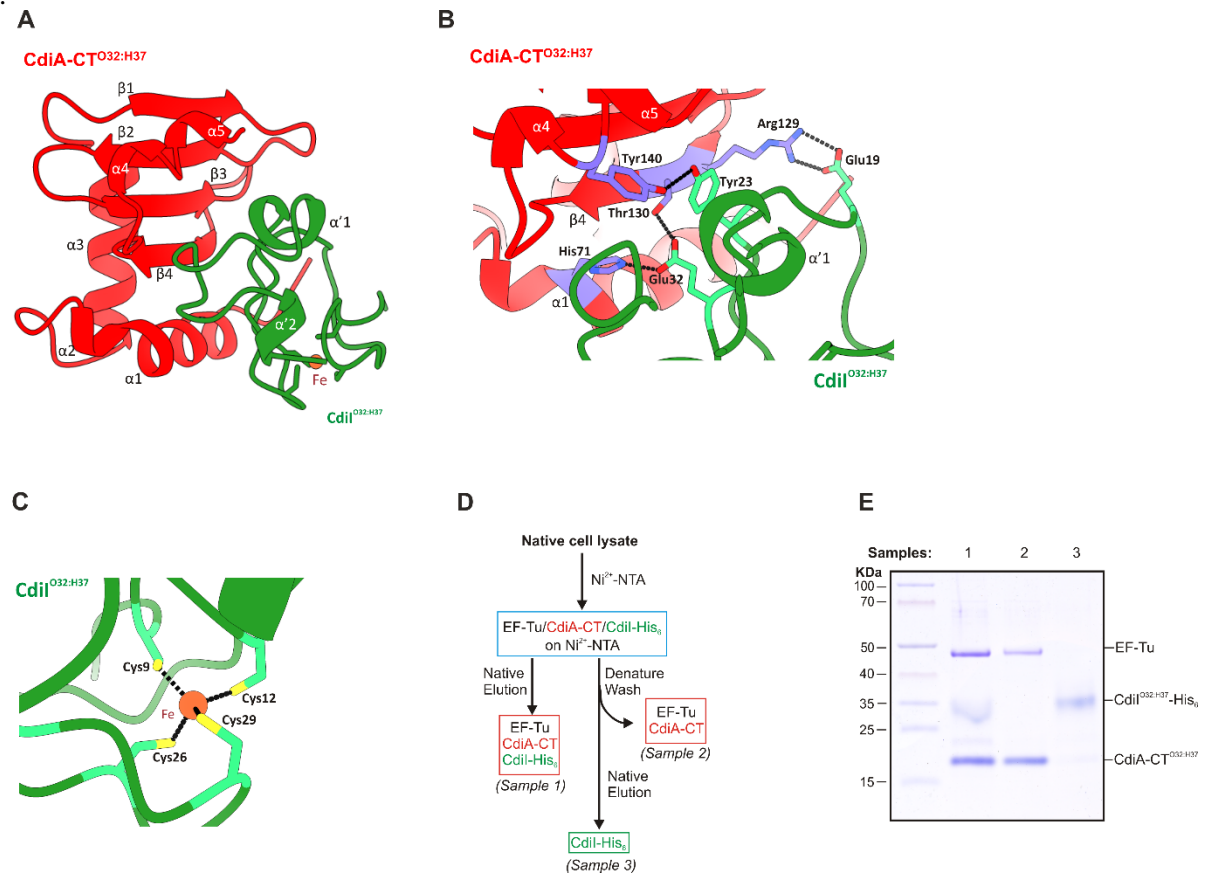 A
CdiA-CT^O32:H37
β1
β2
α5
α4
β3
α'1
α3
β4
α'2
α2
α1
Fe
CdiI^O32:H37
B
CdiA-CT^O32:H37
α5
α4
Arg129
Tyr140
Glu19
Tyr23
Thr130
β4
His71
α'1
Glu32
α1
CdiI^O32:H37
C
CdiI^O32:H37
Cys9
Cys12
Fe
Cys29
Cys26
D
Native cell lysate
Ni²⁺-NTA
EF-Tu/CdiA-CT/CdiI-His₆
on Ni²⁺-NTA
Native
Elution
Denature
Wash
EF-Tu
CdiA-CT
CdiI-His₆
(Sample 1)
EF-Tu
CdiA-CT
(Sample 2)
Native
Elution
CdiI-His₆
(Sample 3)
E
Samples: 1 2 3
KDa
100
70
50
40
35
25
15
EF-Tu
CdiI^O32:H37-His₆
CdiA-CT^O32:H37